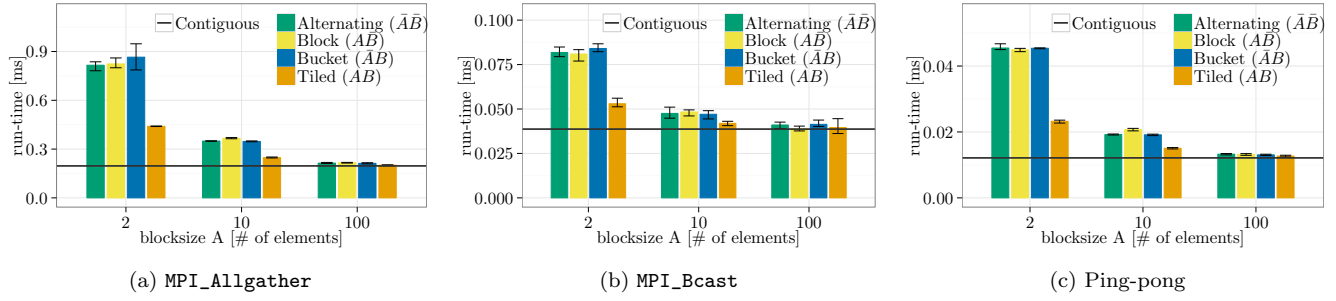 Contiguous
Alternating (ĀB̄)
Block (AB̄)
Bucket (ĀB)
Tiled (AB)
run-time [ms]
0.9
0.6
0.3
0.0
2 10 100
blocksize A [# of elements]
(a) MPI_Allgather
Contiguous
Alternating (ĀB̄)
Block (AB̄)
Bucket (ĀB)
Tiled (AB)
run-time [ms]
0.100
0.075
0.050
0.025
0.000
2 10 100
blocksize A [# of elements]
(b) MPI_Bcast
Contiguous
Alternating (ĀB̄)
Block (AB̄)
Bucket (ĀB)
Tiled (AB)
run-time [ms]
0.04
0.02
0.00
2 10 100
blocksize A [# of elements]
(c) Ping-pong